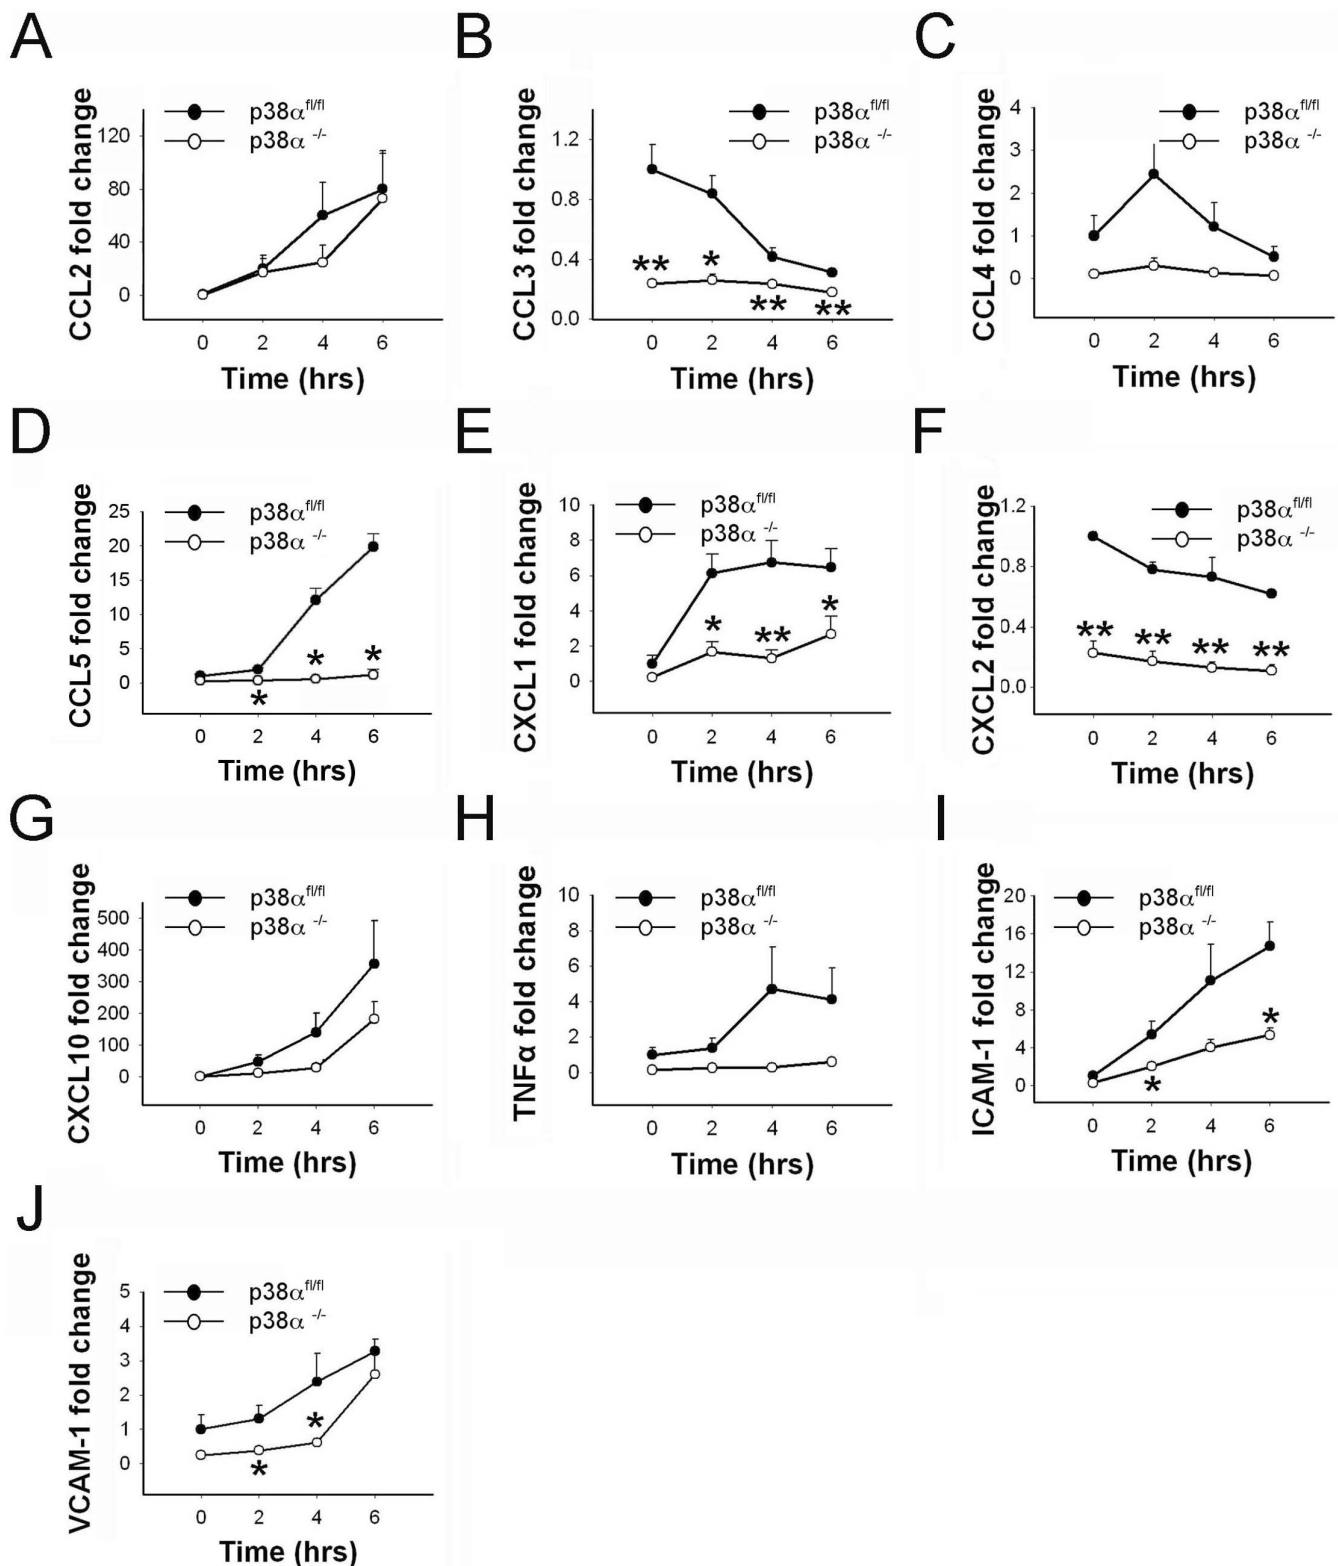 A
B
C
CCL2 fold change
p38α fl/fl
p38α -/-
120
80
40
0
0 2 4 6
Time (hrs)
CCL3 fold change
p38α fl/fl
p38α -/-
1.2
0.8
0.4
0.0
** * ** **
0 2 4 6
Time (hrs)
CCL4 fold change
p38α fl/fl
p38α -/-
4
3
2
1
0
0 2 4 6
Time (hrs)
D
E
F
CCL5 fold change
p38α fl/fl
p38α -/-
25
20
15
10
5
0
* * *
0 2 4 6
Time (hrs)
CXCL1 fold change
p38α fl/fl
p38α -/-
10
8
6
4
2
0
* ** *
0 2 4 6
Time (hrs)
CXCL2 fold change
p38α fl/fl
p38α -/-
1.2
0.8
0.4
0.0
** ** ** **
0 2 4 6
Time (hrs)
G
H
I
CXCL10 fold change
p38α fl/fl
p38α -/-
500
400
300
200
100
0
0 2 4 6
Time (hrs)
TNFα fold change
p38α fl/fl
p38α -/-
10
8
6
4
2
0
0 2 4 6
Time (hrs)
ICAM-1 fold change
p38α fl/fl
p38α -/-
20
16
12
8
4
0
* *
0 2 4 6
Time (hrs)
J
VCAM-1 fold change
p38α fl/fl
p38α -/-
5
4
3
2
1
0
* *
0 2 4 6
Time (hrs)